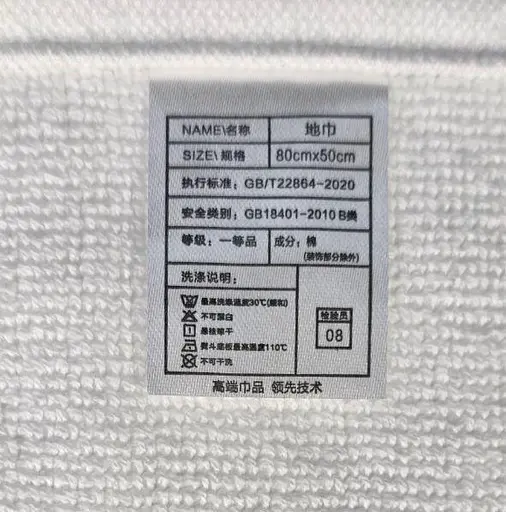 NAME\名称 地巾
SIZE\规格 80cmx50cm
执行标准：GB/T22864-2020
安全类别：GB18401-2010 B类
等级：一等品 成分：棉
(装饰部分除外)
洗涤说明：
最高洗涤温度30℃(缓和)
不可漂白
悬挂晾干
熨斗底板最高温度110℃
不可干洗
检验员
08
高端巾品 领先技术